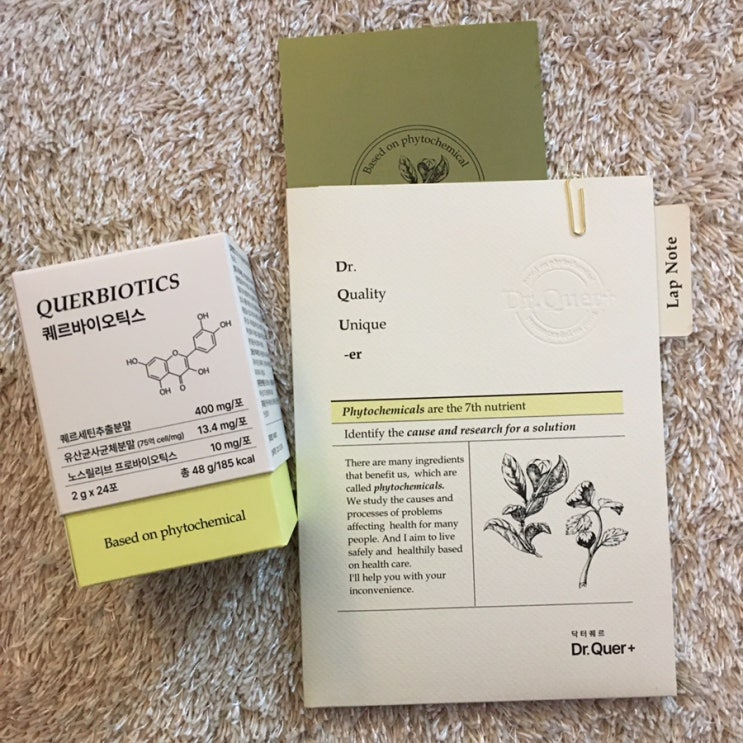 Based on phytochemical
QUERBIOTICS
퀘르바이오틱스
OH
OH
HO
OH
OH
O
O
퀘르세틴추출분말 400 mg/포
유산균사균체분말 (75억 cell/mg) 13.4 mg/포
노스릴리브 프로바이오틱스 10 mg/포
2 g x 24포 총 48 g/185 kcal
Based on phytochemical
Dr.
Quality
Unique
-er
Dr.Quer+
Lap Note
Phytochemicals are the 7th nutrient
Identify the cause and research for a solution
There are many ingredients
that benefit us, which are
called phytochemicals.
We study the causes and
processes of problems
affecting health for many
people. And I aim to live
safely and healthily based
on health care.
I'll help you with your
inconvenience.
닥터퀘르
Dr.Quer+